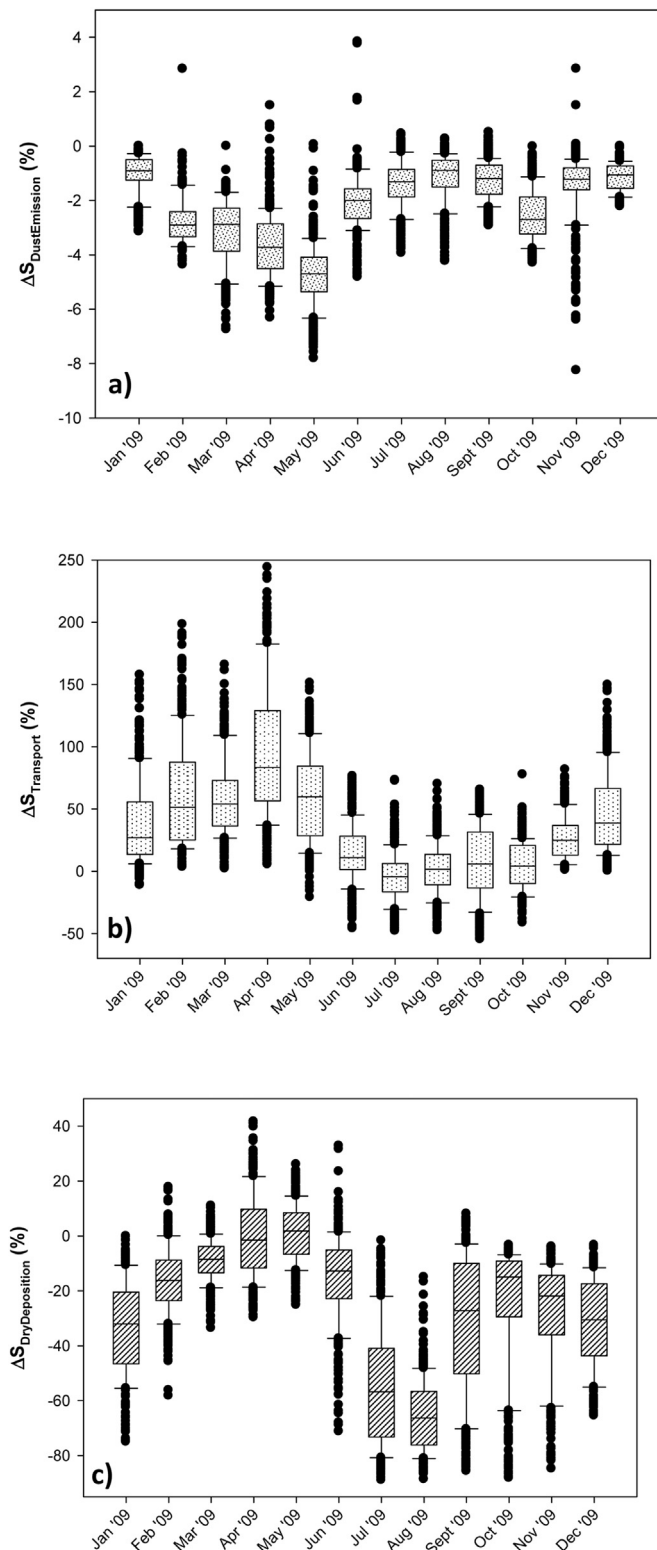 4
2
0
-2
-4
-6
-8
-10
ΔS_DustEmission (%)
a)
Jan '09
Feb '09
Mar '09
Apr '09
May '09
Jun '09
Jul '09
Aug '09
Sept '09
Oct '09
Nov '09
Dec '09
250
200
150
100
50
0
-50
ΔS_Transport (%)
b)
Jan '09
Feb '09
Mar '09
Apr '09
May '09
Jun '09
Jul '09
Aug '09
Sept '09
Oct '09
Nov '09
Dec '09
40
20
0
-20
-40
-60
-80
ΔS_DryDeposition (%)
c)
Jan '09
Feb '09
Mar '09
Apr '09
May '09
Jun '09
Jul '09
Aug '09
Sept '09
Oct '09
Nov '09
Dec '09